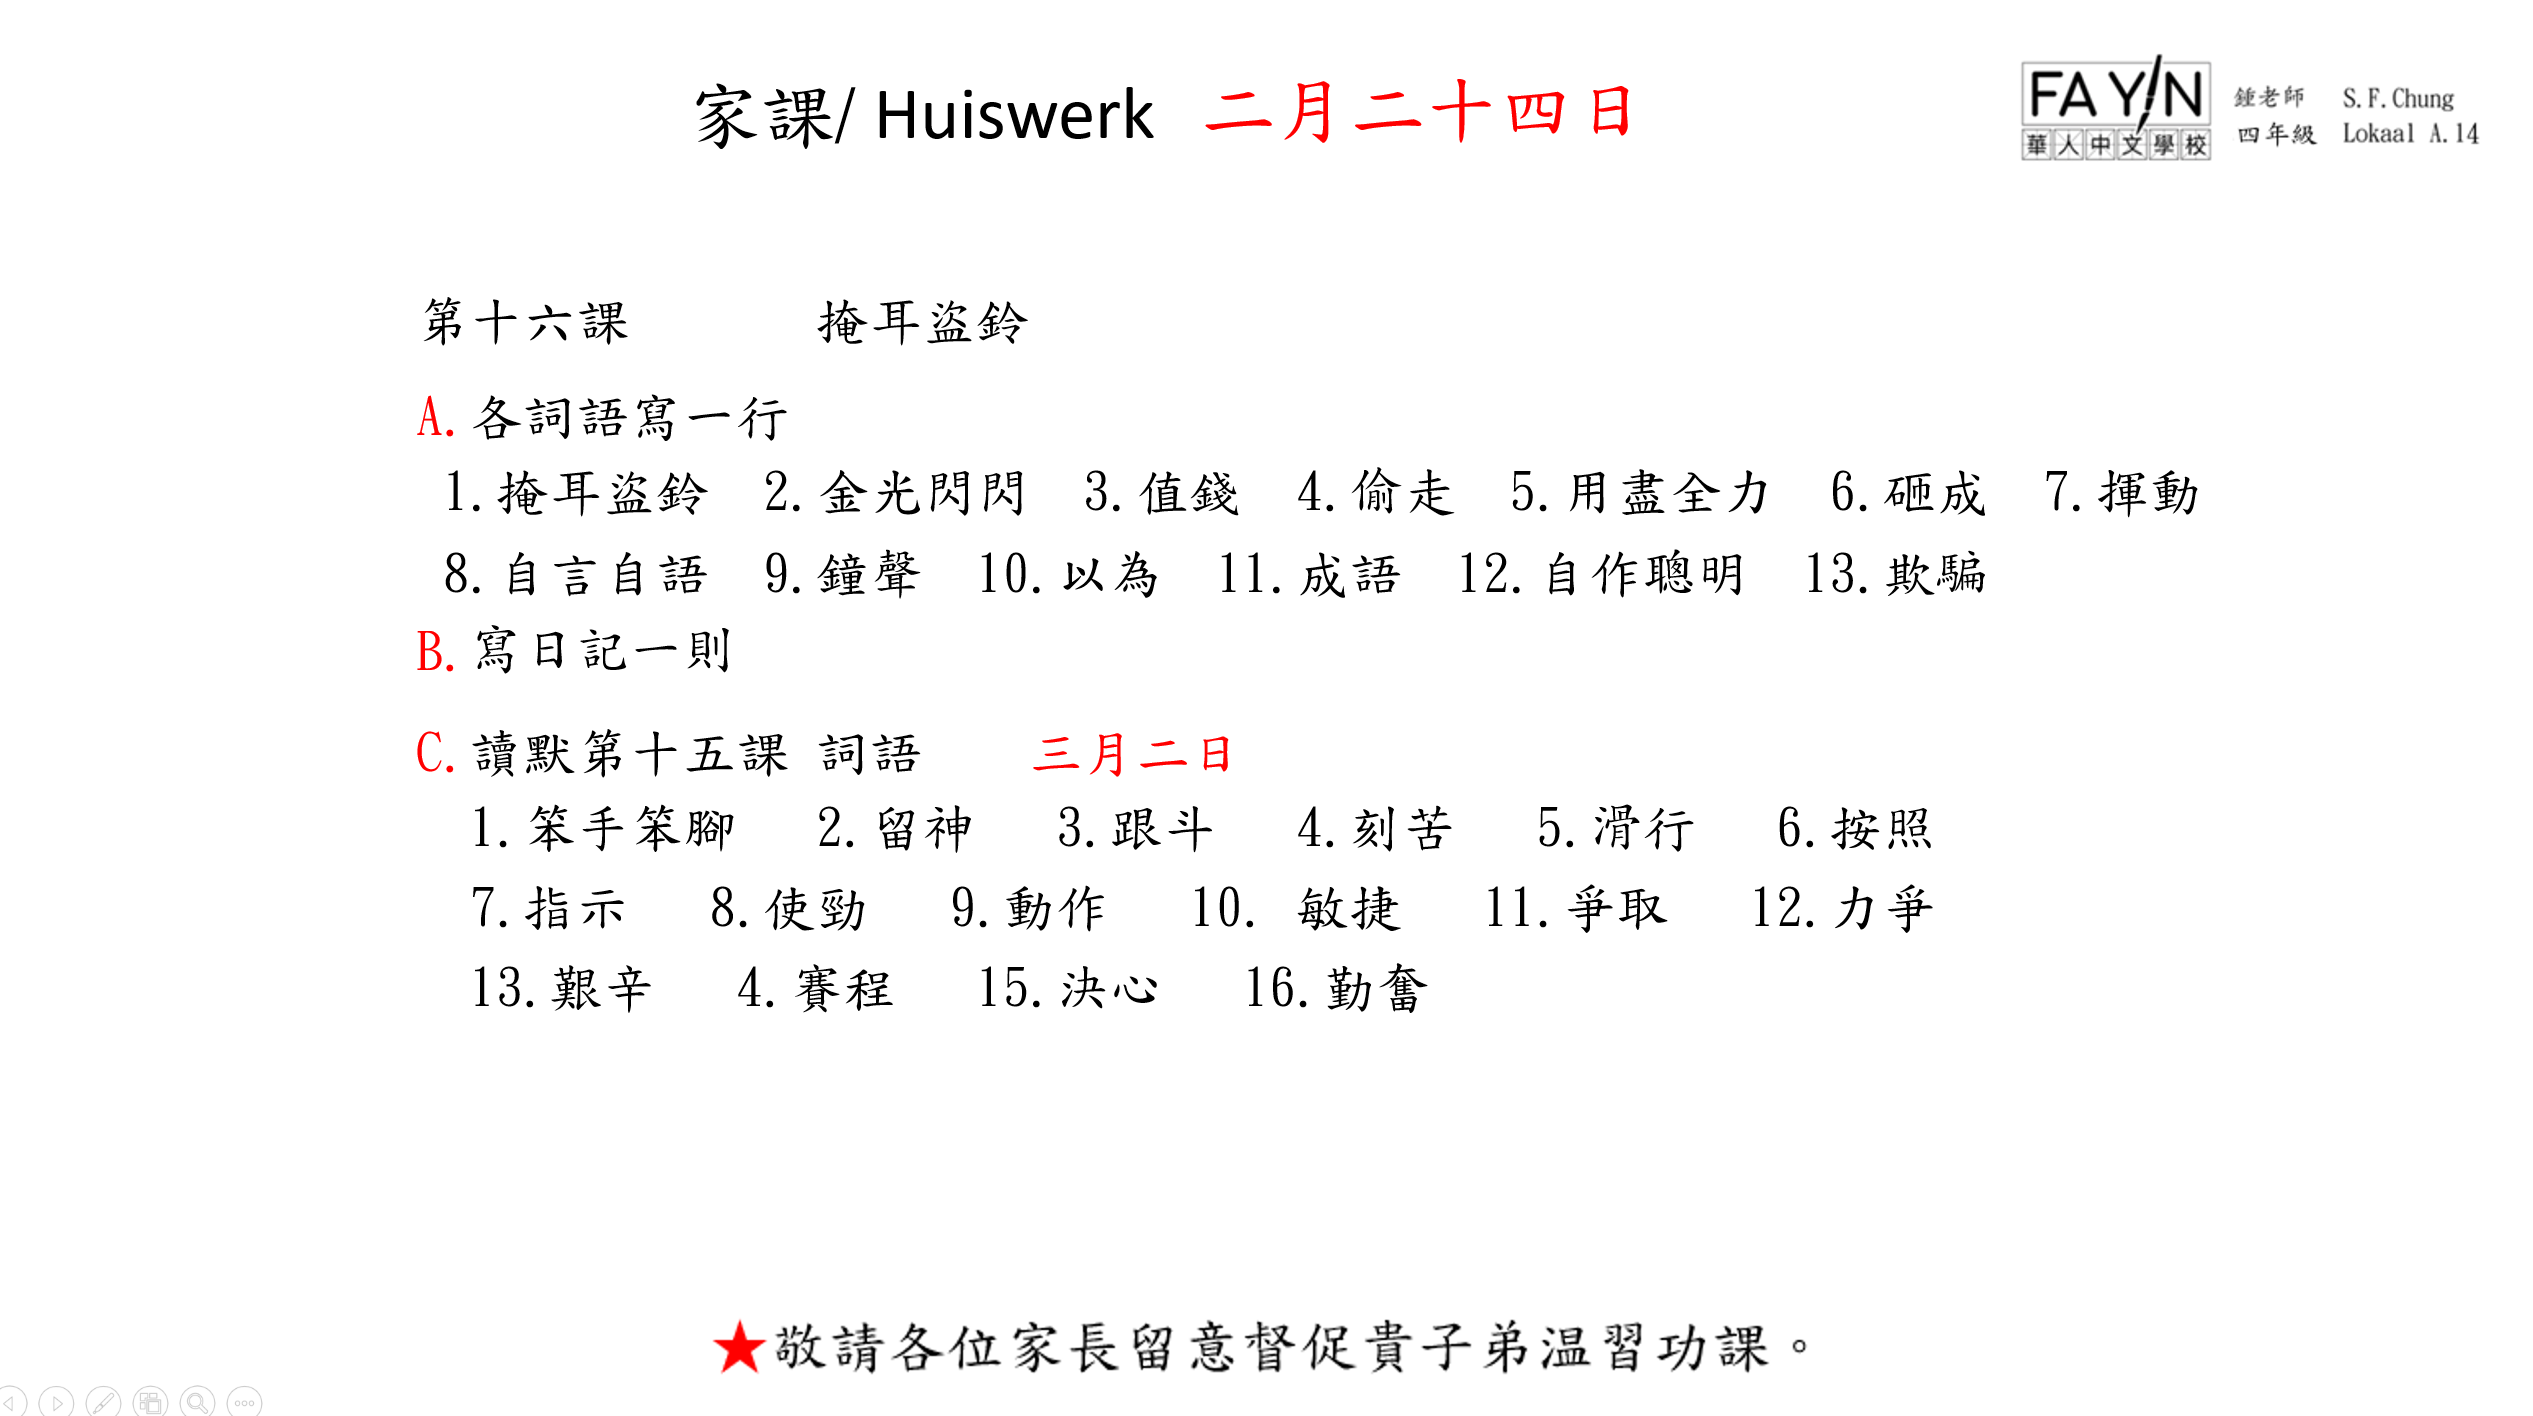 家課/ Huiswerk 二月二十四日
FAYIN
華人中文學校
鍾老師 S.F.Chung
四年級 Lokaal A.14
第十六課 掩耳盜鈴
A.各詞語寫一行
1.掩耳盜鈴 2.金光閃閃 3.值錢 4.偷走 5.用盡全力 6.砸成 7.揮動
8.自言自語 9.鐘聲 10.以為 11.成語 12.自作聰明 13.欺騙
B.寫日記一則
C.讀默第十五課 詞語 三月二日
1.笨手笨腳 2.留神 3.跟斗 4.刻苦 5.滑行 6.按照
7.指示 8.使勁 9.動作 10. 敏捷 11.爭取 12.力爭
13.艱辛 4.賽程 15.決心 16.勤奮
★敬請各位家長留意督促貴子弟温習功課。